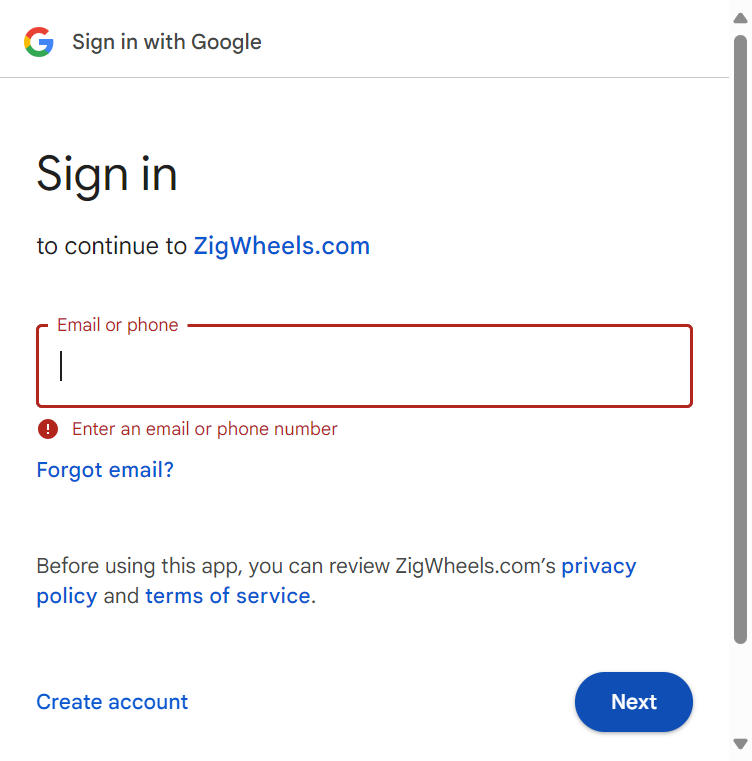 Sign in with Google
Sign in
to continue to ZigWheels.com
Email or phone
Enter an email or phone number
Forgot email?
Before using this app, you can review ZigWheels.com’s privacy
policy and terms of service.
Create account
Next